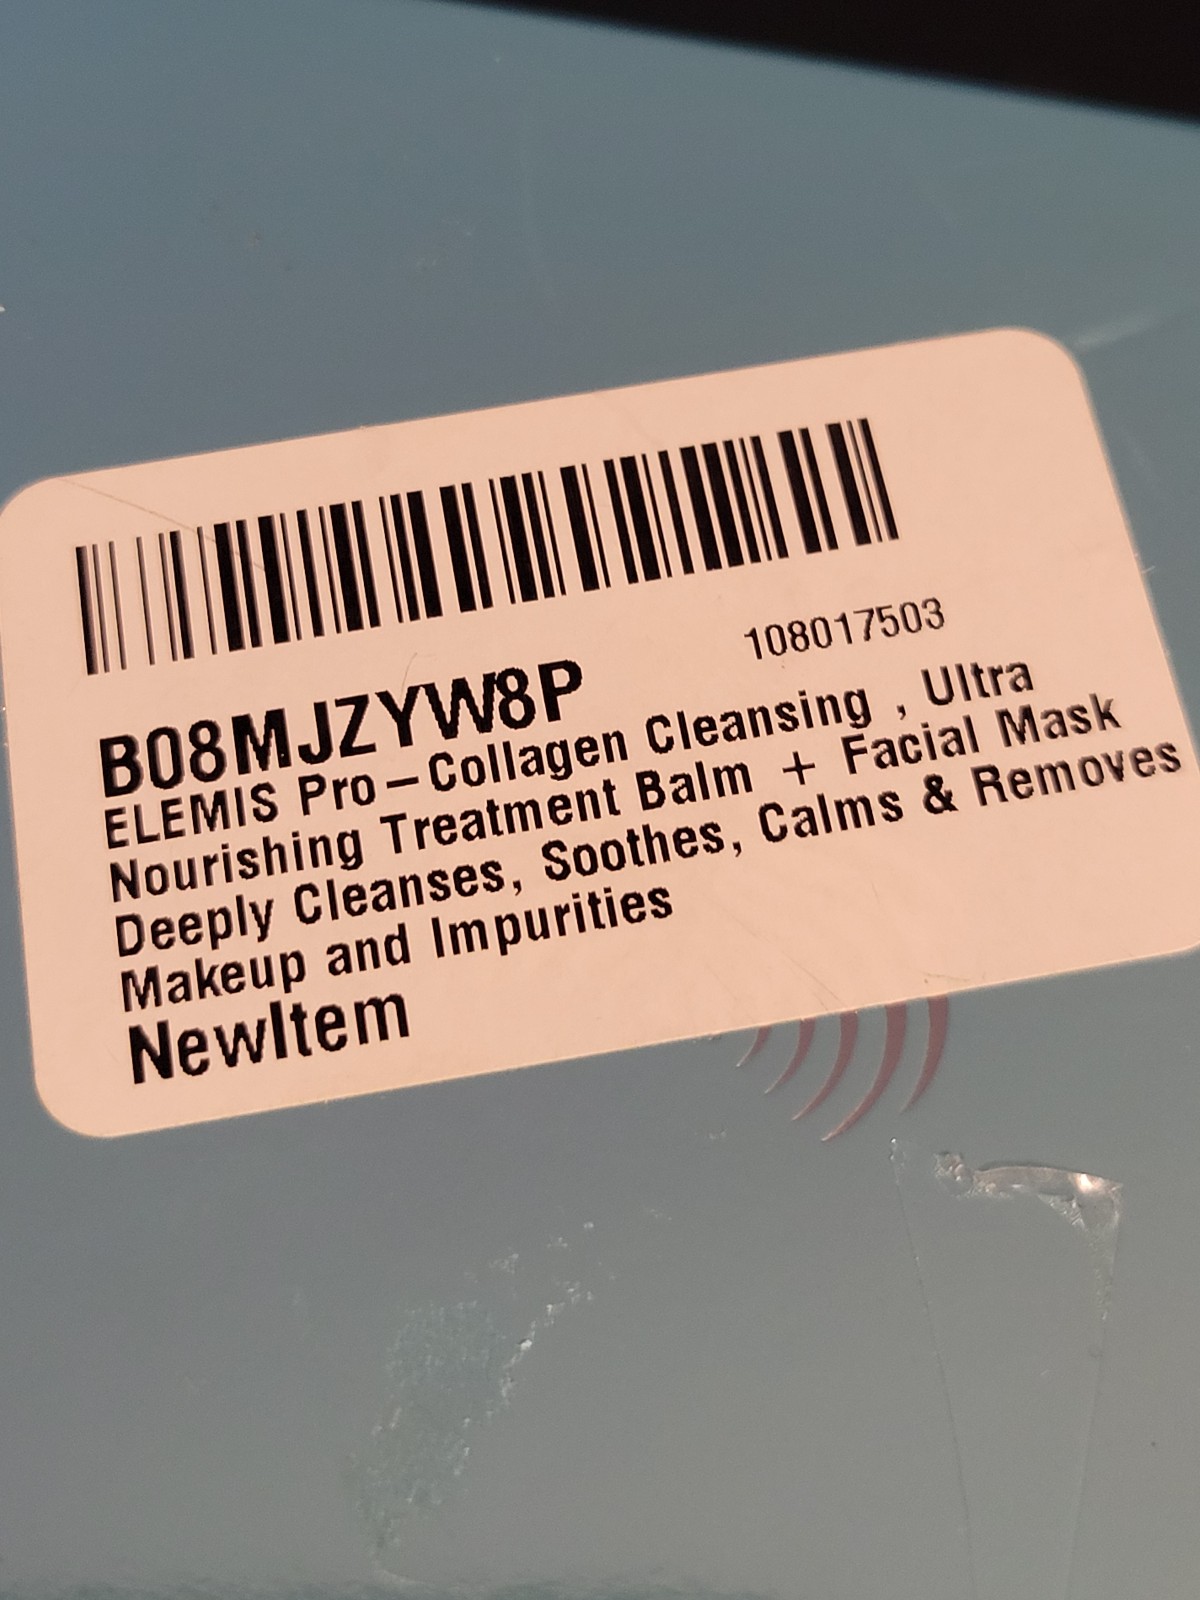 108017503
B08MJZYW8P
ELEMIS Pro-Collagen Cleansing , Ultra
Nourishing Treatment Balm + Facial Mask
Deeply Cleanses, Soothes, Calms & Removes
Makeup and Impurities
NewItem